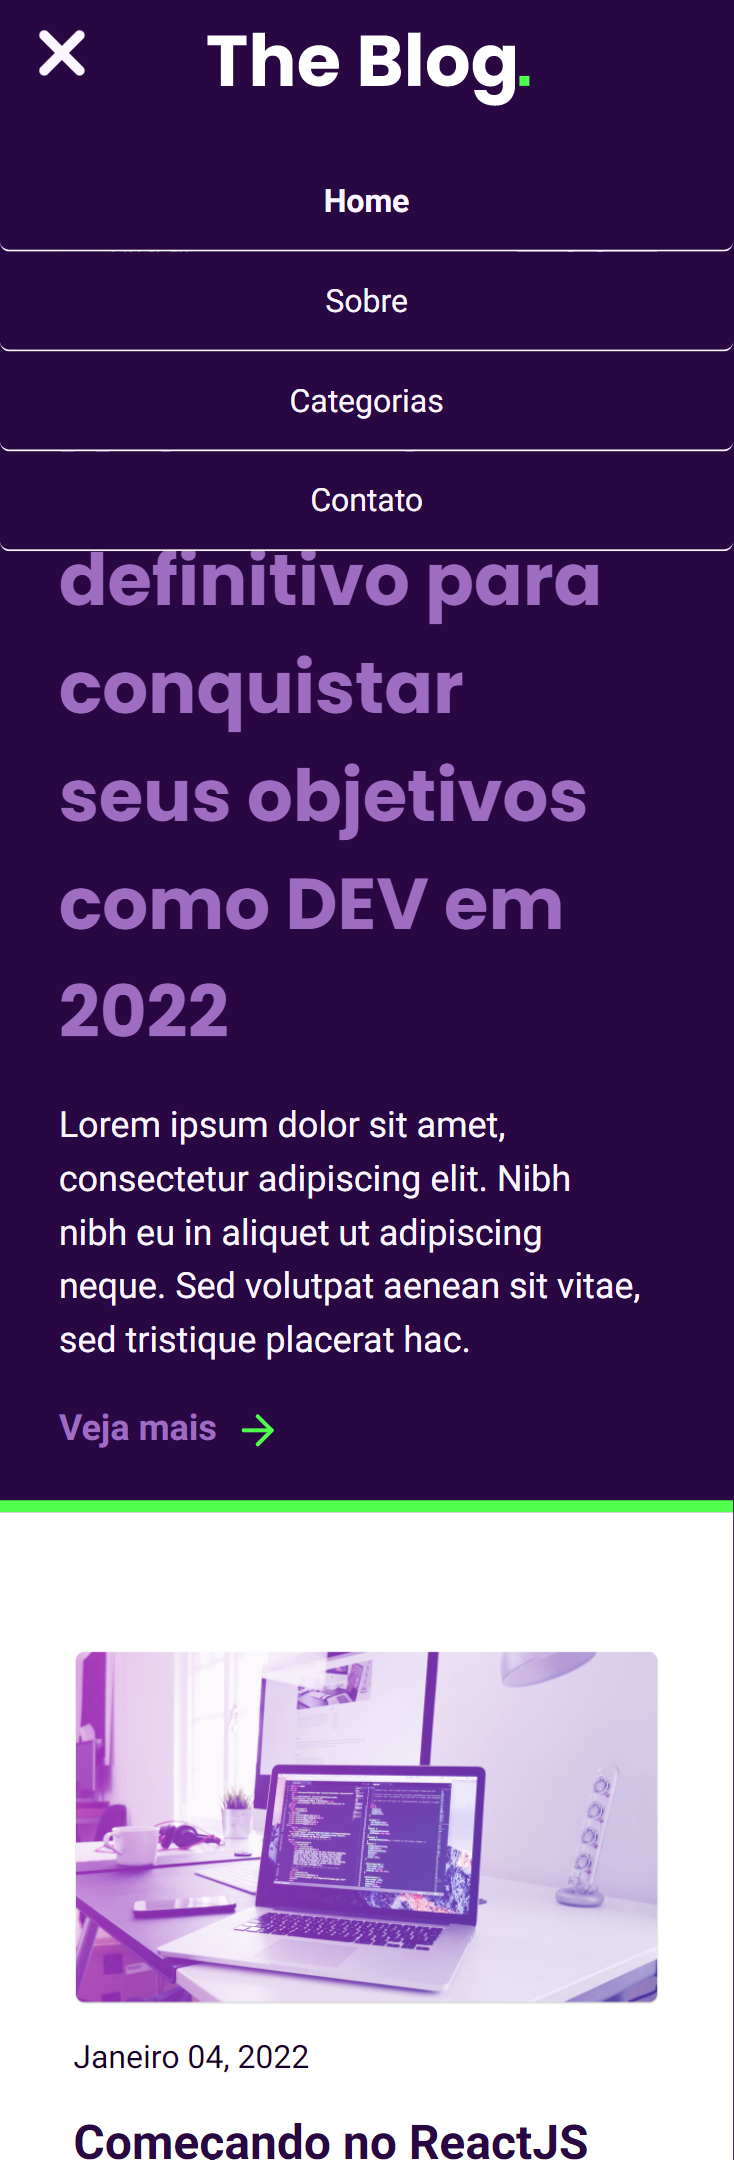 The Blog.
Home
Sobre
Categorias
Contato
definitivo para
conquistar
seus objetivos
como DEV em
2022
Lorem ipsum dolor sit amet,
consectetur adipiscing elit. Nibh
nibh eu in aliquet ut adipiscing
neque. Sed volutpat aenean sit vitae,
sed tristique placerat hac.
Veja mais
Janeiro 04, 2022
Começando no ReactJS